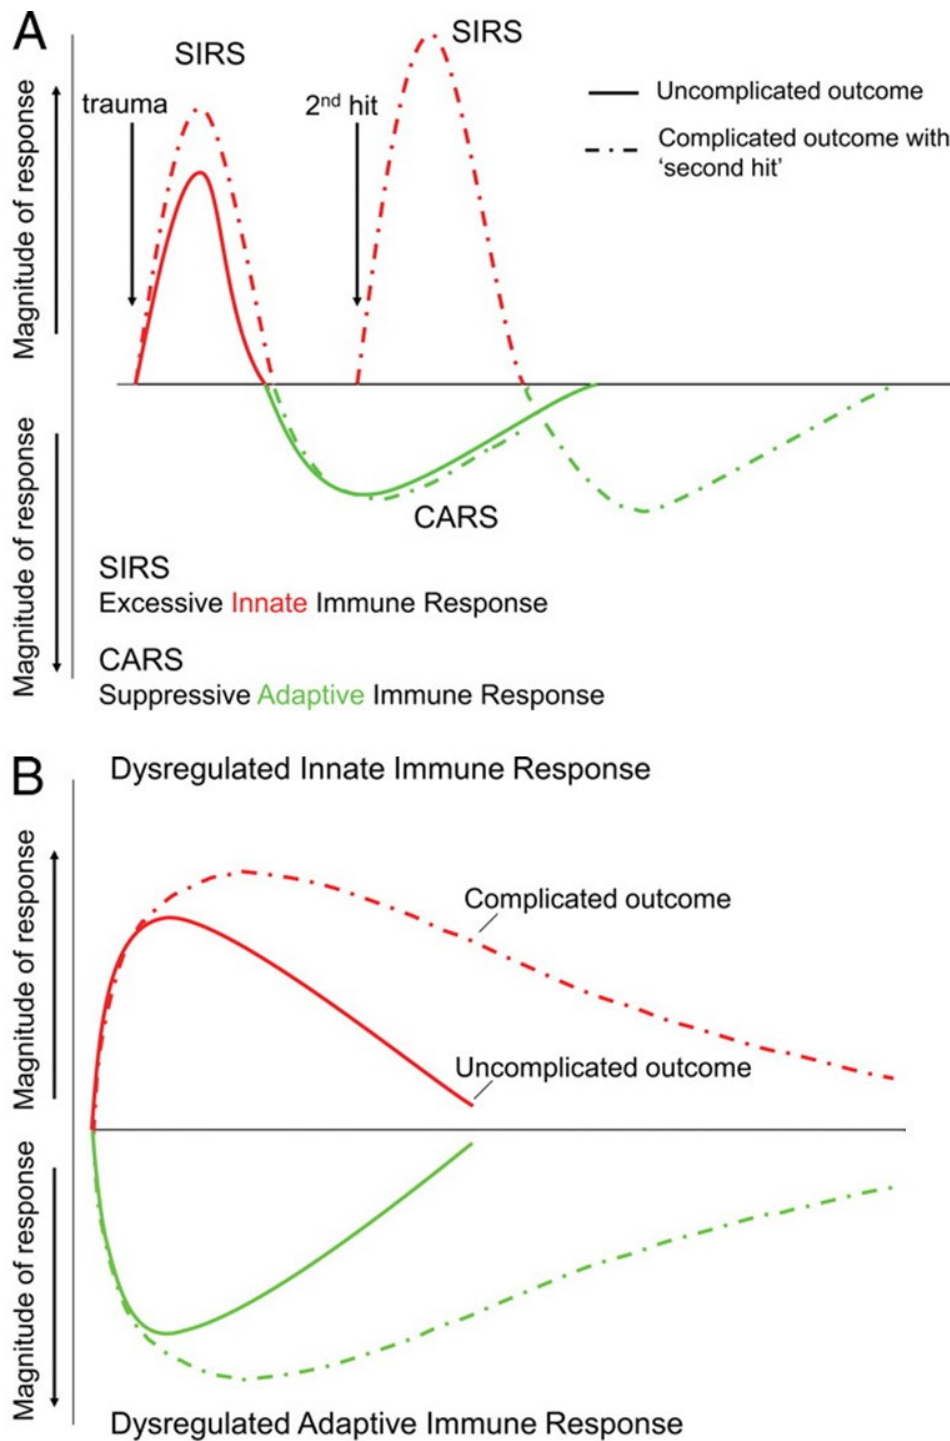 A
SIRS
SIRS
trauma
2nd hit
Uncomplicated outcome
Complicated outcome with
‘second hit’
Magnitude of response
Magnitude of response
CARS
SIRS
Excessive Innate Immune Response
CARS
Suppressive Adaptive Immune Response
B
Dysregulated Innate Immune Response
Magnitude of response
Complicated outcome
Uncomplicated outcome
Magnitude of response
Dysregulated Adaptive Immune Response